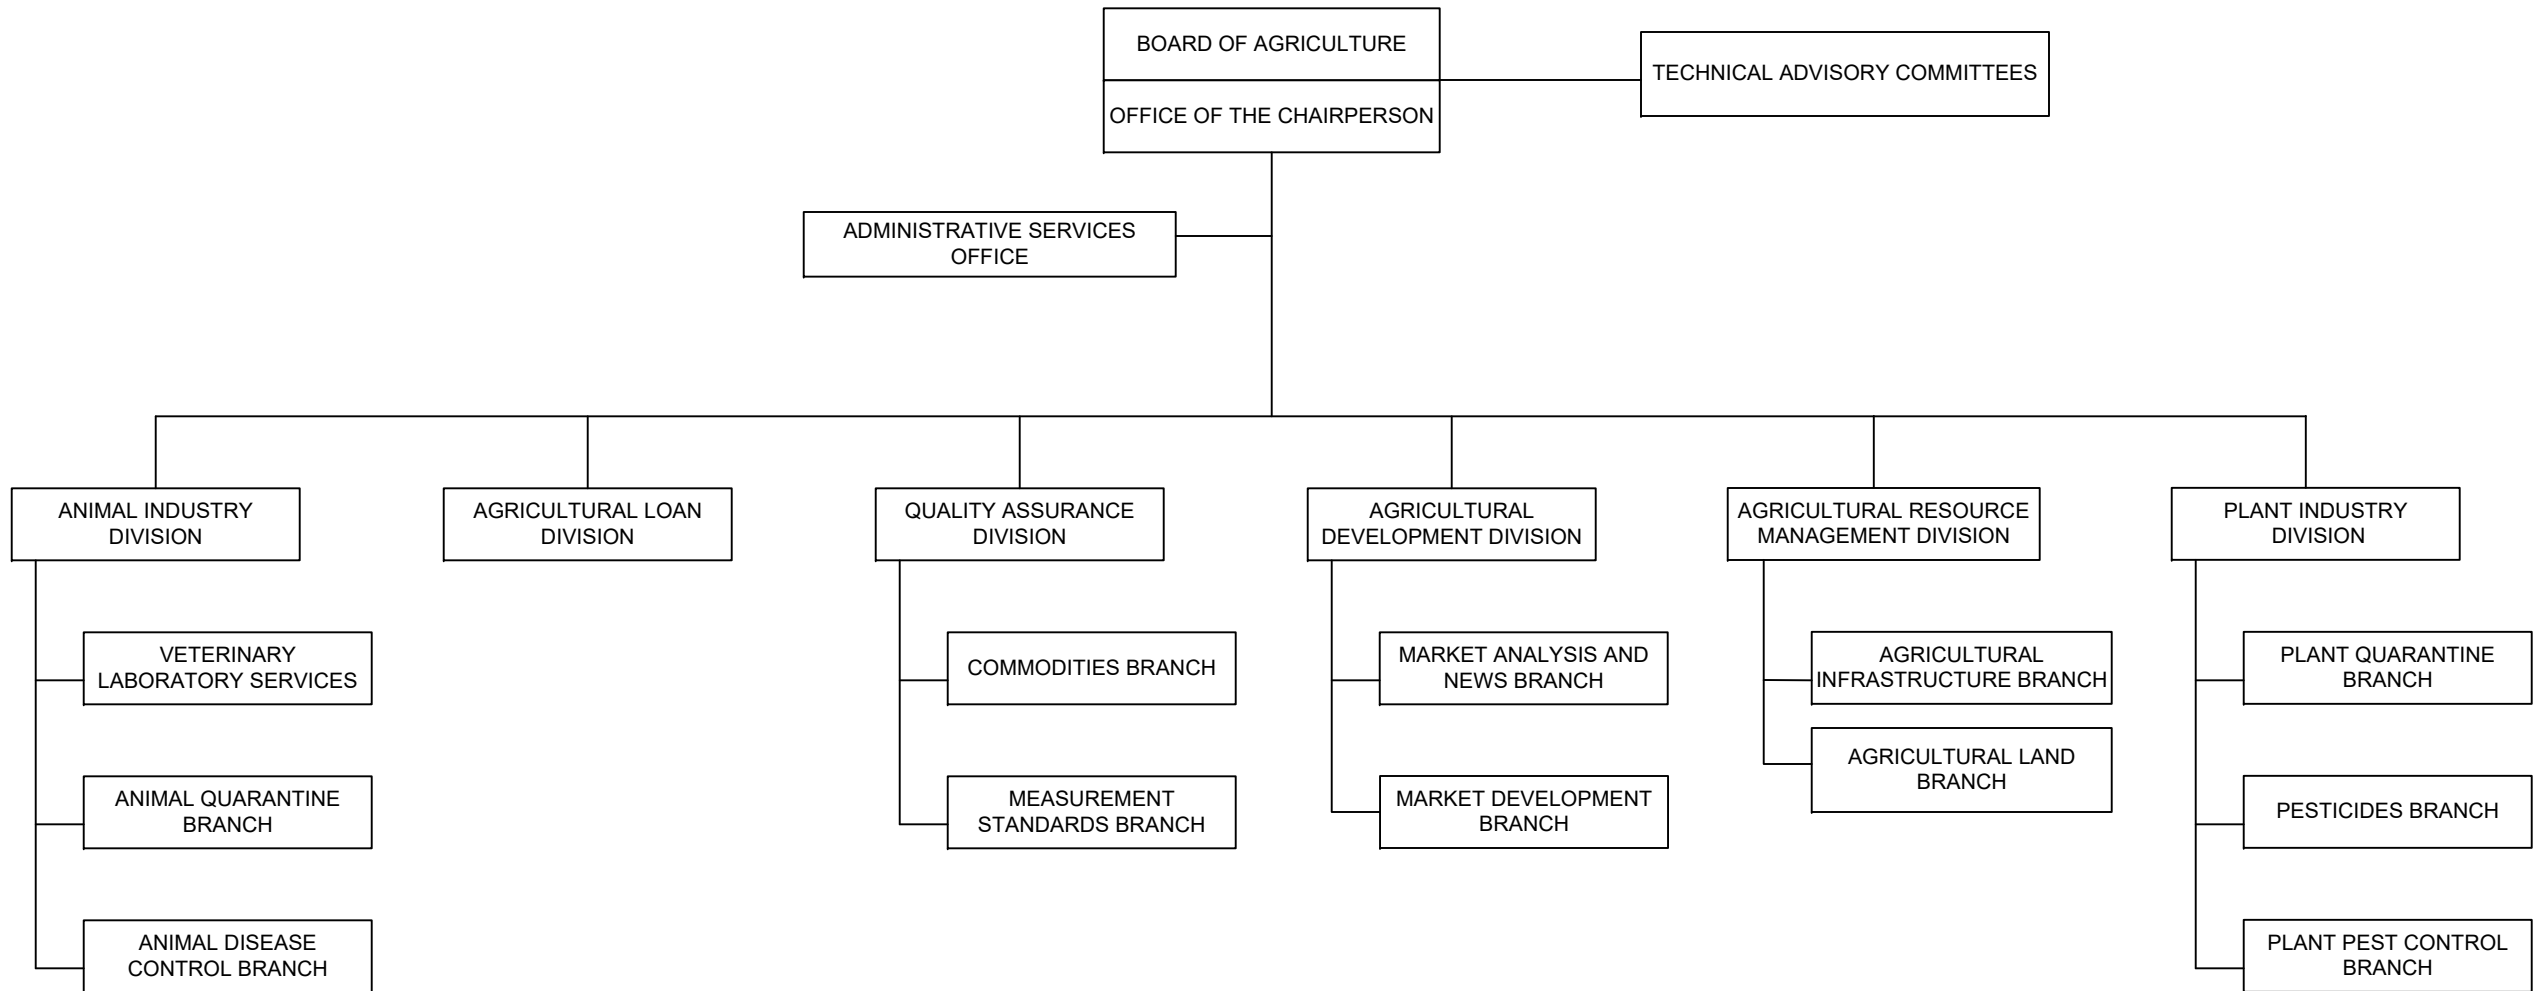 BOARD OF AGRICULTURE
TECHNICAL ADVISORY COMMITTEES
OFFICE OF THE CHAIRPERSON
ADMINISTRATIVE SERVICES
OFFICE
ANIMAL INDUSTRY
DIVISION
AGRICULTURAL LOAN
DIVISION
QUALITY ASSURANCE
DIVISION
AGRICULTURAL
DEVELOPMENT DIVISION
AGRICULTURAL RESOURCE
MANAGEMENT DIVISION
PLANT INDUSTRY
DIVISION
VETERINARY
LABORATORY SERVICES
COMMODITIES BRANCH
MARKET ANALYSIS AND
NEWS BRANCH
AGRICULTURAL
INFRASTRUCTURE BRANCH
PLANT QUARANTINE
BRANCH
ANIMAL QUARANTINE
BRANCH
MEASUREMENT
STANDARDS BRANCH
MARKET DEVELOPMENT
BRANCH
AGRICULTURAL LAND
BRANCH
PESTICIDES BRANCH
ANIMAL DISEASE
CONTROL BRANCH
PLANT PEST CONTROL
BRANCH